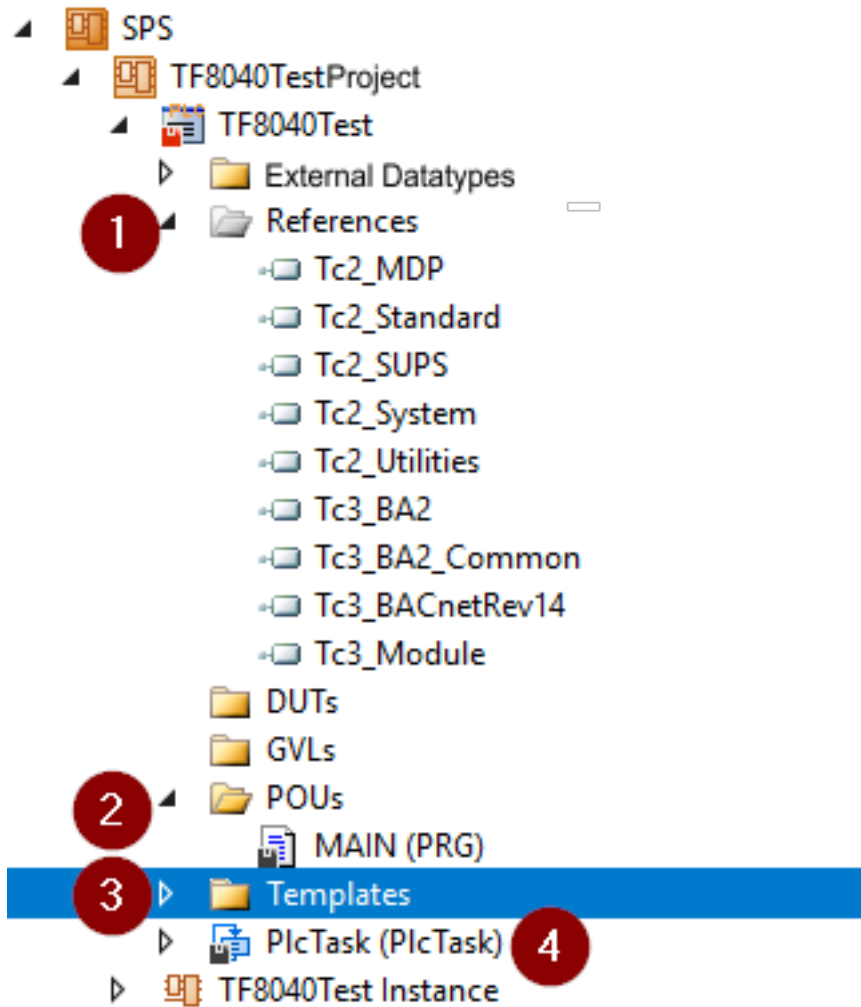 SPS
TF8040TestProject
PLC
TF8040Test
External Datatypes
1 References
Tc2_MDP
Tc2_Standard
Tc2_SUPS
Tc2_System
Tc2_Utilities
Tc3_BA2
Tc3_BA2_Common
Tc3_BACnetRev14
Tc3_Module
DUTs
GVLs
2 POUs
MAIN (PRG)
3 Templates
PlcTask (PlcTask) 4
TF8040Test Instance